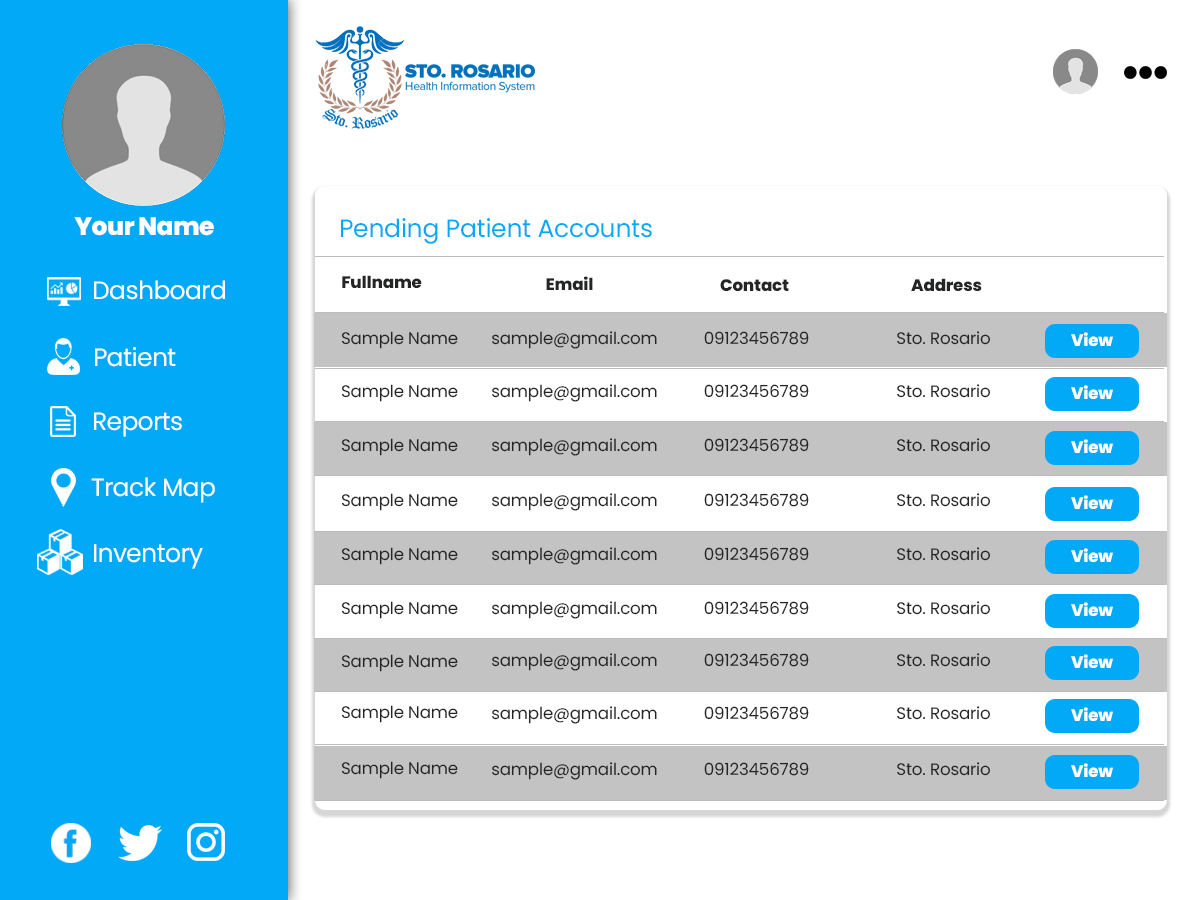 Your Name
Dashboard
Patient
Reports
Track Map
Inventory
STO. ROSARIO
Health Information System
Sto. Rosario
Pending Patient Accounts
Fullname Email Contact Address
Sample Name sample@gmail.com 09123456789 Sto. Rosario View
Sample Name sample@gmail.com 09123456789 Sto. Rosario View
Sample Name sample@gmail.com 09123456789 Sto. Rosario View
Sample Name sample@gmail.com 09123456789 Sto. Rosario View
Sample Name sample@gmail.com 09123456789 Sto. Rosario View
Sample Name sample@gmail.com 09123456789 Sto. Rosario View
Sample Name sample@gmail.com 09123456789 Sto. Rosario View
Sample Name sample@gmail.com 09123456789 Sto. Rosario View
Sample Name sample@gmail.com 09123456789 Sto. Rosario View